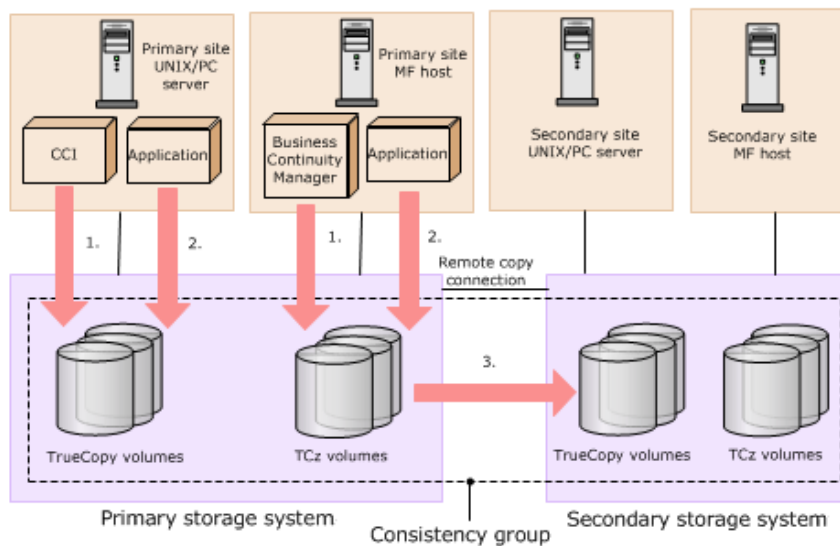 Primary site
UNIX/PC
server
Primary site
MF host
Secondary site
UNIX/PC server
Secondary site
MF host
CCI
Application
Business
Continuity
Manager
Application
1.
2.
1.
2.
Remote copy
connection
3.
TrueCopy volumes
TCz volumes
TrueCopy volumes
TCz volumes
Primary storage system
Consistency group
Secondary storage system